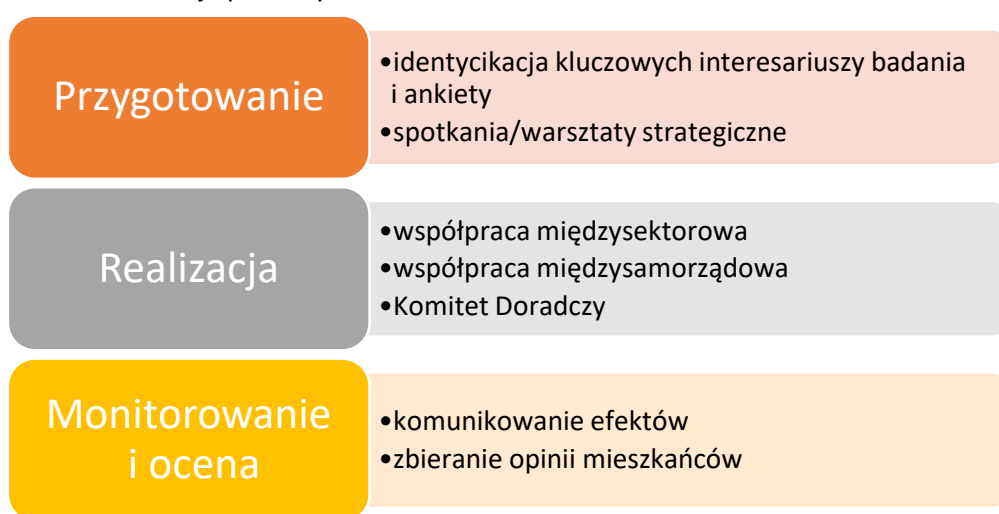 Przygotowanie
•identycikacja kluczowych interesariuszy badania
i ankiety
•spotkania/warsztaty strategiczne
Realizacja
•współpraca międzysektorowa
•współpraca międzysamorządowa
•Komitet Doradczy
Monitorowanie
i ocena
•komunikowanie efektów
•zbieranie opinii mieszkańców